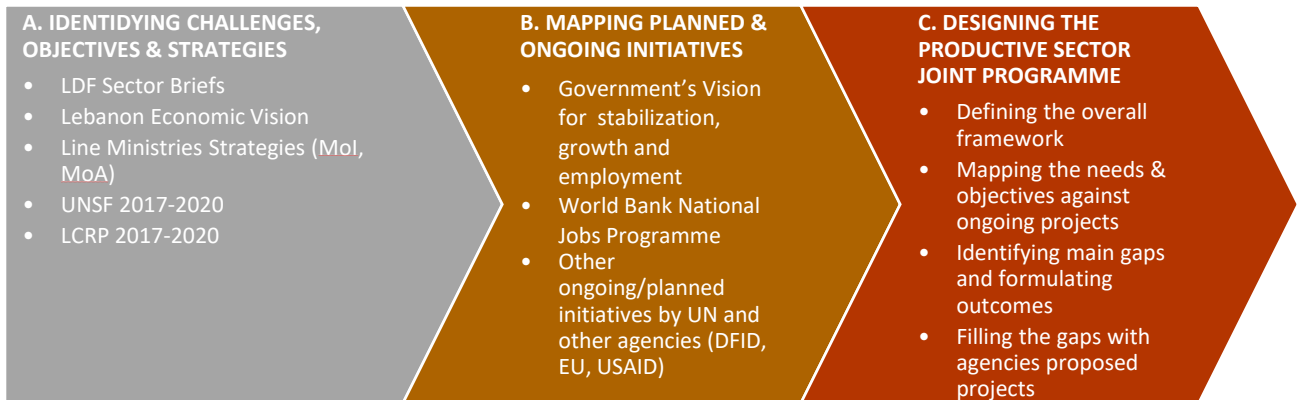 A. IDENTIDYING CHALLENGES,
OBJECTIVES & STRATEGIES
• LDF Sector Briefs
• Lebanon Economic Vision
• Line Ministries Strategies (MoI,
MoA)
• UNSF 2017-2020
• LCRP 2017-2020
B. MAPPING PLANNED &
ONGOING INITIATIVES
• Government’s Vision
for stabilization,
growth and
employment
• World Bank National
Jobs Programme
• Other
ongoing/planned
initiatives by UN and
other agencies (DFID,
EU, USAID)
C. DESIGNING THE
PRODUCTIVE SECTOR
JOINT PROGRAMME
• Defining the overall
framework
• Mapping the needs &
objectives against
ongoing projects
• Identifying main gaps
and formulating
outcomes
• Filling the gaps with
agencies proposed
projects